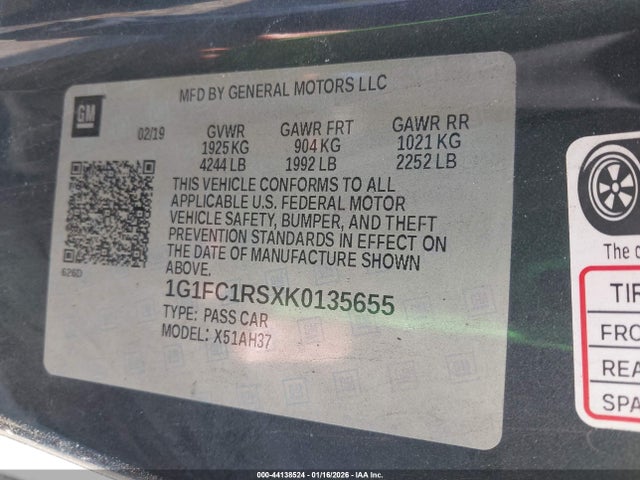 MFD BY GENERAL MOTORS LLC
GM
02/19 GVWR GAWR FRT GAWR RR
1925 KG 904 KG 1021 KG
4244 LB 1992 LB 2252 LB
THIS VEHICLE CONFORMS TO ALL
APPLICABLE U.S. FEDERAL MOTOR
VEHICLE SAFETY, BUMPER, AND THEFT
PREVENTION STANDARDS IN EFFECT ON
THE DATE OF MANUFACTURE SHOWN
ABOVE.
626D
1G1FC1RSXK0135655
TYPE: PASS CAR
MODEL: X51AH37
The
TIR
FRO
REA
SPA
000-44138524 - 01/16/2026 - IAA Inc.